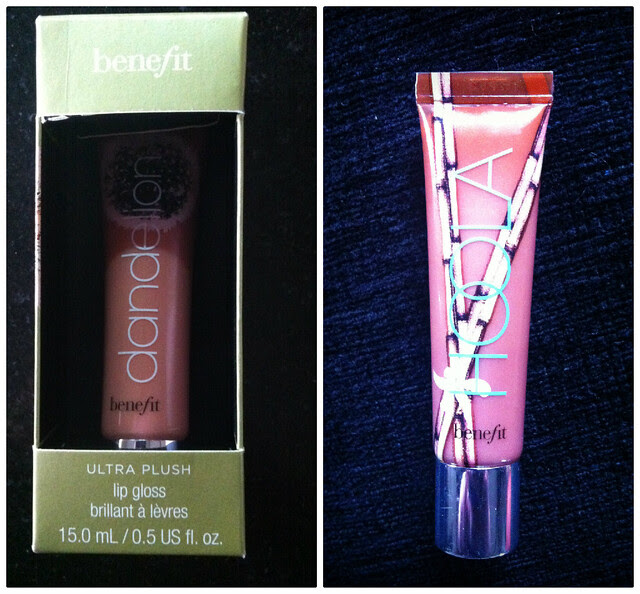 benefit
dandelion
benefit
ULTRA PLUSH
lip gloss
brillant à lèvres
15.0 mL / 0.5 US fl. oz.
HOOLA
benefit